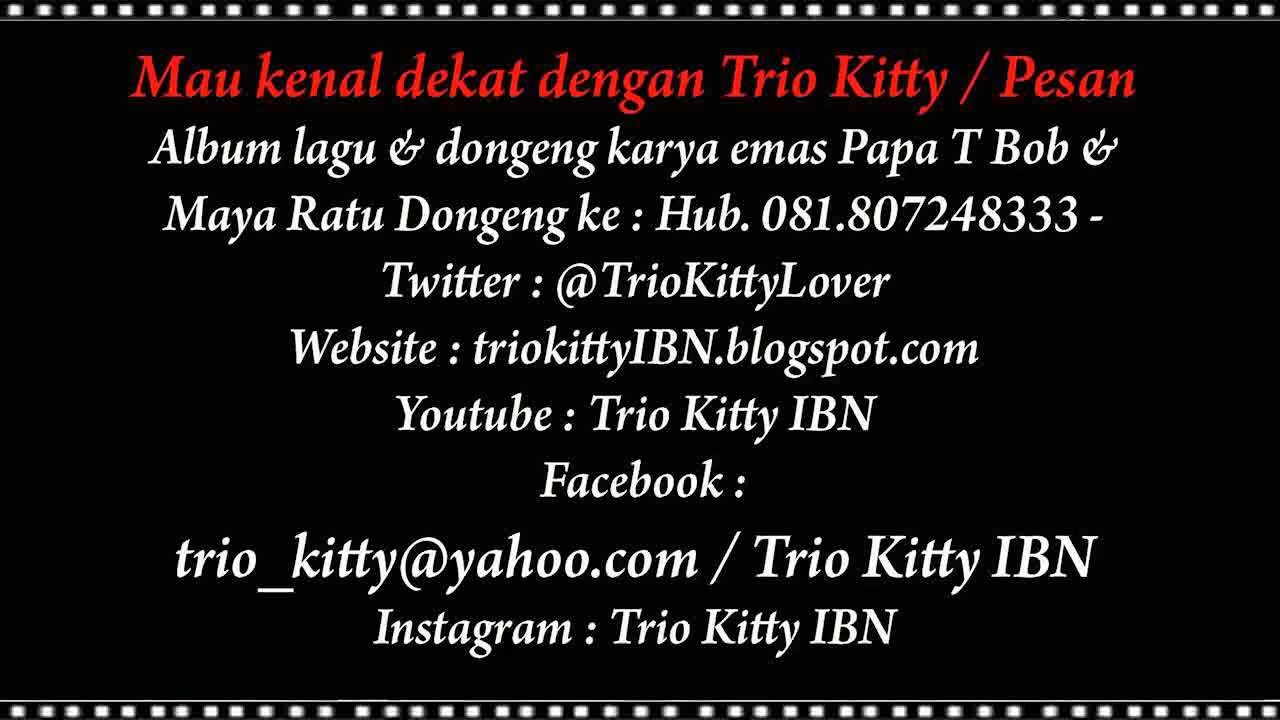 Mau kenal dekat dengan Trio Kitty / Pesan
Album lagu & dongeng karya emas Papa T Bob &
Maya Ratu Dongeng ke : Hub. 081.807248333 -
Twitter : @TrioKittyLover
Website : triokittyIBN.blogspot.com
Youtube : Trio Kitty IBN
Facebook :
trio_kitty@yahoo.com / Trio Kitty IBN
Instagram : Trio Kitty IBN